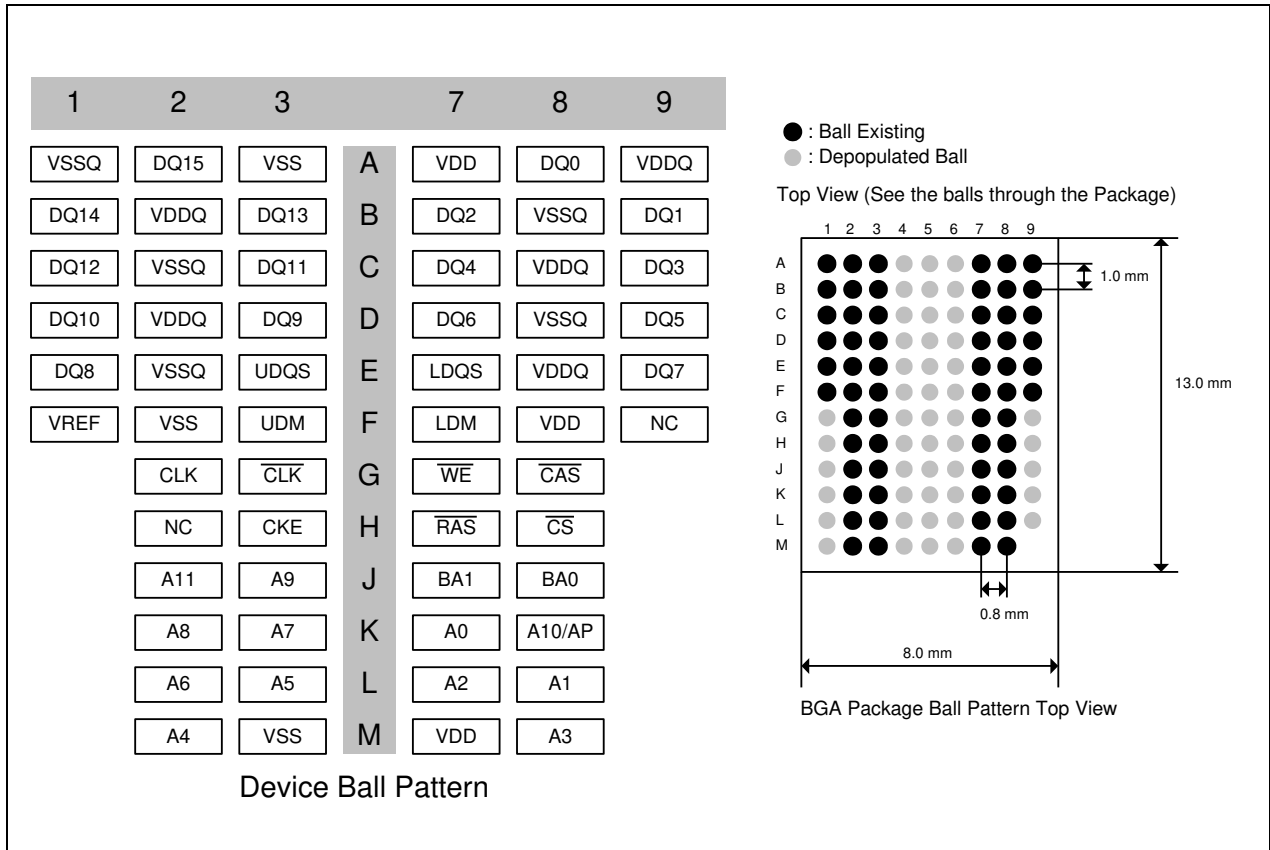 1 2 3 7 8 9
VSSQ DQ15 VSS A VDD DQ0 VDDQ
DQ14 VDDQ DQ13 B DQ2 VSSQ DQ1
DQ12 VSSQ DQ11 C DQ4 VDDQ DQ3
DQ10 VDDQ DQ9 D DQ6 VSSQ DQ5
DQ8 VSSQ UDQS E LDQS VDDQ DQ7
VREF VSS UDM F LDM VDD NC
CLK C̅L̅K̅ G W̅E̅ C̅A̅S̅
NC CKE H R̅A̅S̅ C̅S̅
A11 A9 J BA1 BA0
A8 A7 K A0 A10/AP
A6 A5 L A2 A1
A4 VSS M VDD A3
Device Ball Pattern
: Ball Existing
: Depopulated Ball
Top View (See the balls through the Package)
1 2 3 4 5 6 7 8 9
A
B
C
D
E
F
G
H
J
K
L
M
1.0 mm
13.0 mm
0.8 mm
8.0 mm
BGA Package Ball Pattern Top View